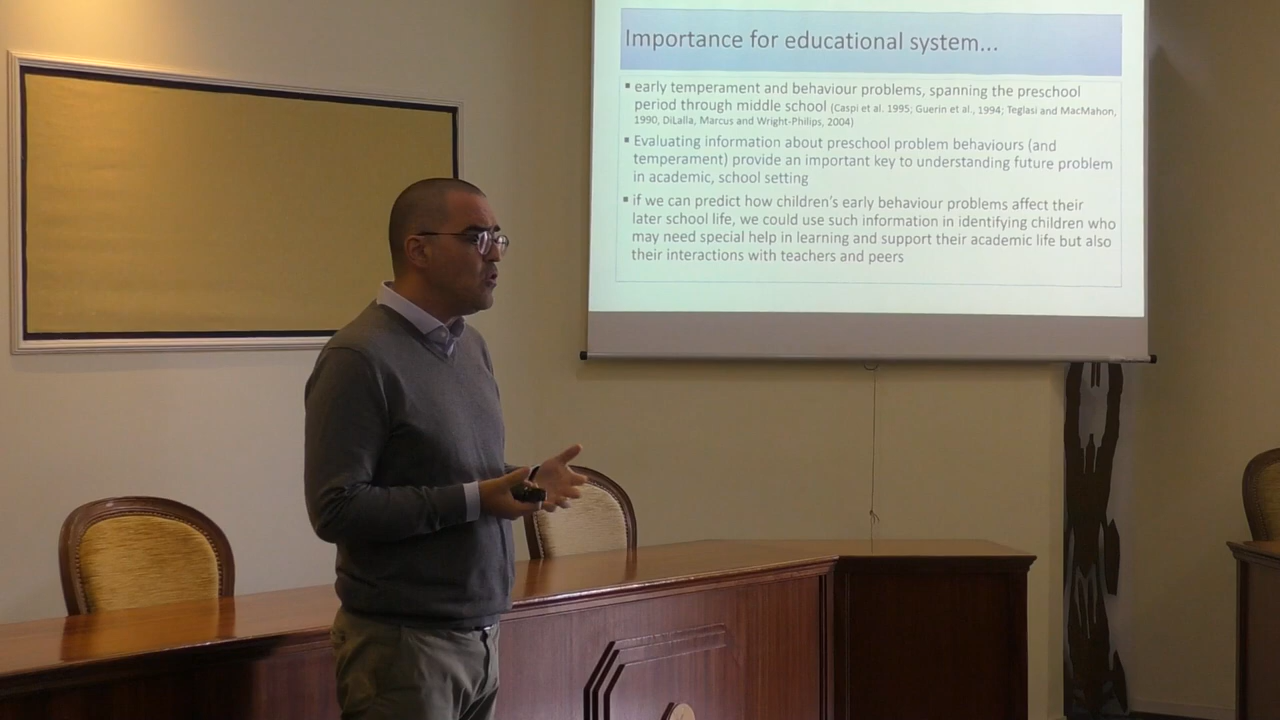 Importance for educational system...
▪ early temperament and behaviour problems, spanning the preschool
period through middle school (Caspi et al. 1995; Guerin et al., 1994; Teglasi and MacMahon,
1990, DiLalla, Marcus and Wright-Philips, 2004)
▪ Evaluating information about preschool problem behaviours (and
temperament) provide an important key to understanding future problem
in academic, school setting
▪ if we can predict how children's early behaviour problems affect their
later school life, we could use such information in identifying children who
may need special help in learning and support their academic life but also
their interactions with teachers and peers